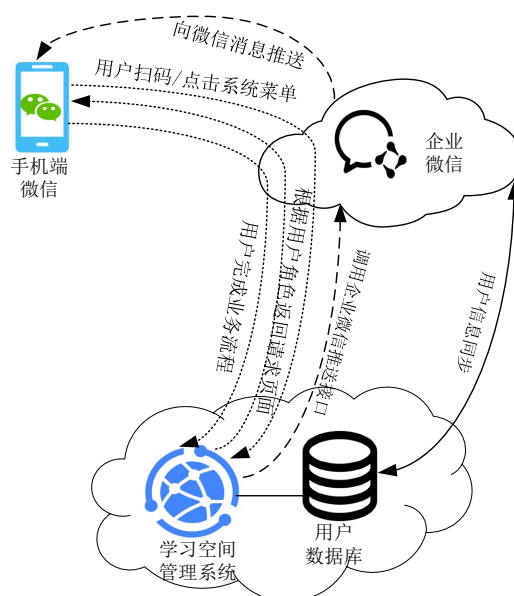 向微信消息推送
用户扫码/点击系统菜单
手机端
微信
企业
微信
根据用户角色返回请求页面
用户完成业务流程
调用企业微信推送接口
用户信息同步
学习空间
管理系统
用户
数据库